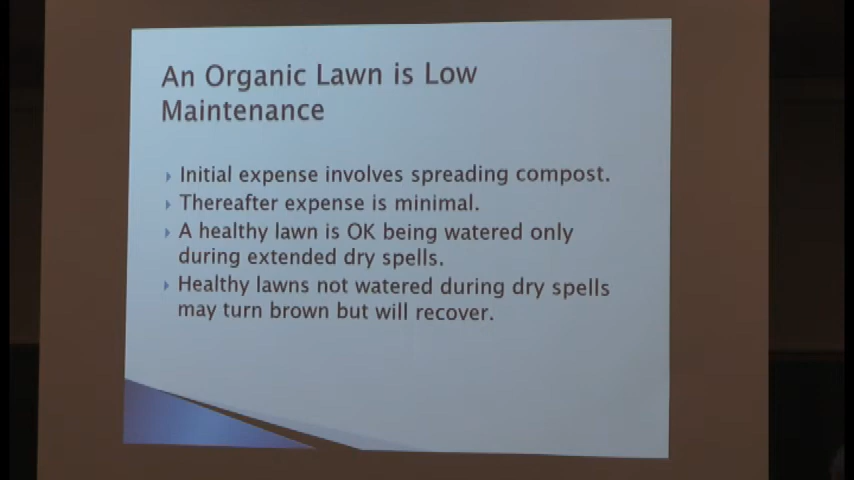 An Organic Lawn is Low
Maintenance
Initial expense involves spreading compost.
Thereafter expense is minimal.
A healthy lawn is OK being watered only
during extended dry spells.
Healthy lawns not watered during dry spells
may turn brown but will recover.